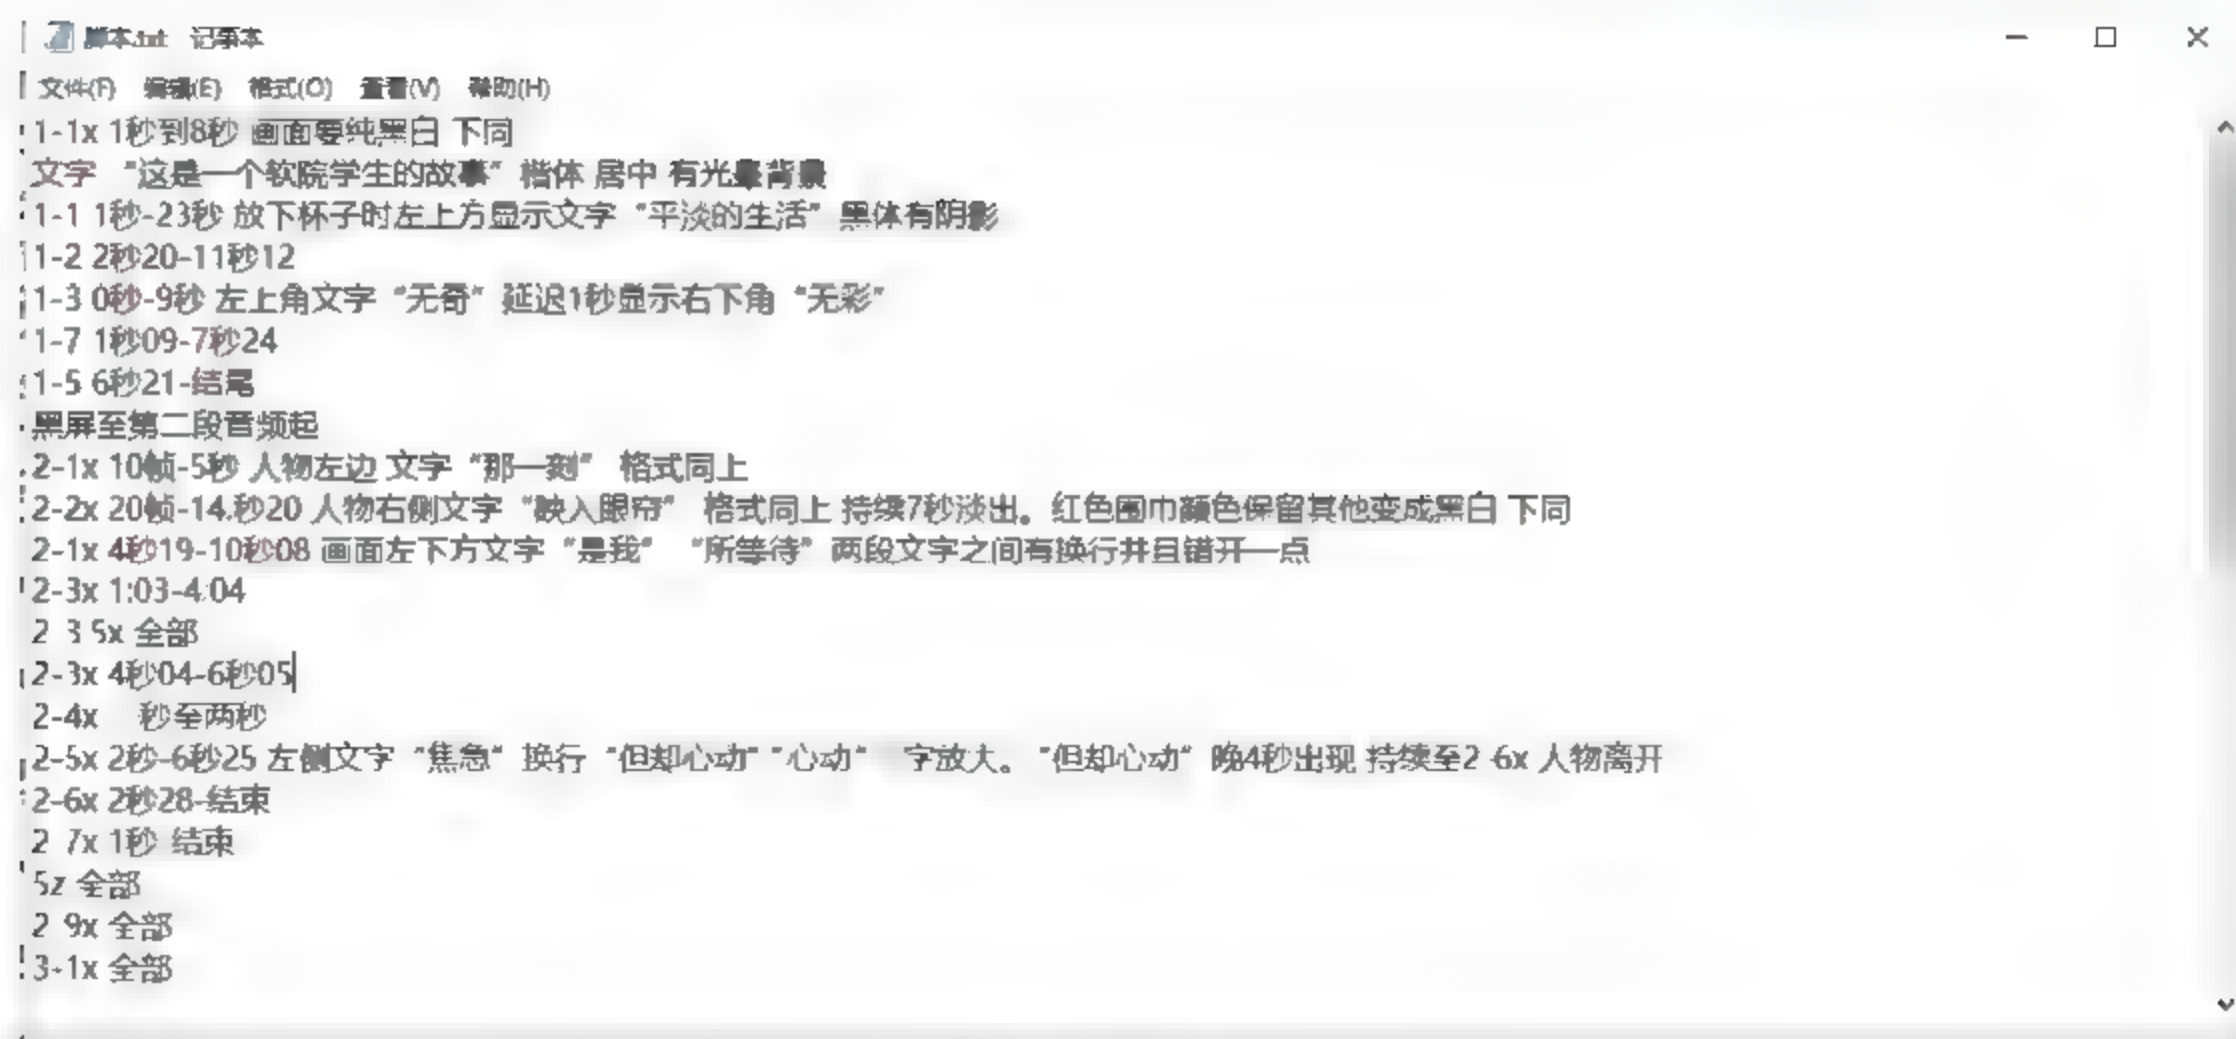 脚本.txt - 记事本
文件(F) 编辑(E) 格式(O) 查看(V) 帮助(H)
1-1x 1秒到8秒 画面要纯黑白 下同
文字 “这是一个软院学生的故事” 楷体 居中 有光晕背景
1-1 1秒-23秒 放下杯子时左上方显示文字 “平淡的生活” 黑体有阴影
1-2 2秒20-11秒12
1-3 0秒-9秒 左上角文字 “无奇” 延迟1秒显示右下角 “无彩”
1-7 1秒09-7秒24
1-5 6秒21-结尾
黑屏至第二段音频起
2-1x 10帧-5秒 人物左边 文字 “那一刻” 格式同上
2-2x 20帧-14.秒20 人物右侧文字 “映入眼帘” 格式同上 持续7秒淡出。红色围巾颜色保留其他变成黑白 下同
2-1x 4秒19-10秒08 画面左下方文字 “是我” “所等待” 两段文字之间有换行并且错开一点
2-3x 1:03-4:04
2-3.5x 全部
2-3x 4秒04-6秒05
2-4x 秒至两秒
2-5x 2秒-6秒25 左侧文字 “焦急” 换行 “但却心动” “心动” 字放大。“但却心动” 晚4秒出现 持续至2-6x 人物离开
2-6x 2秒28-结束
2-7x 1秒-结束
5z 全部
2-9x 全部
3-1x 全部